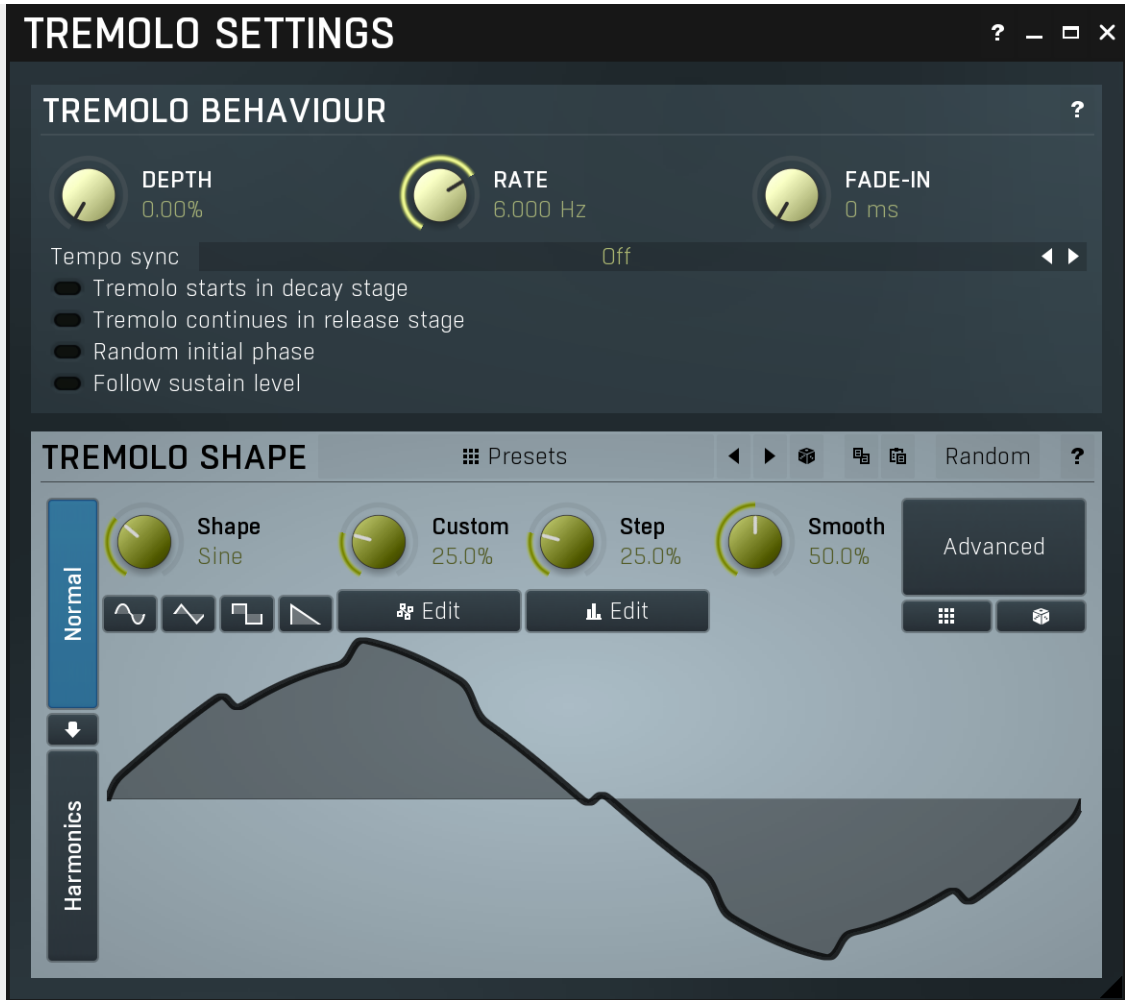 TREMOLO SETTINGS ?
TREMOLO BEHAVIOUR ?
DEPTH RATE FADE-IN
0.00% 6.000 Hz 0 ms
Tempo sync Off
Tremolo starts in decay stage
Tremolo continues in release stage
Random initial phase
Follow sustain level
TREMOLO SHAPE Presets Random ?
Shape Custom Step Smooth
Sine 25.0% 25.0% 50.0%
Advanced
Edit Edit
Normal
Harmonics